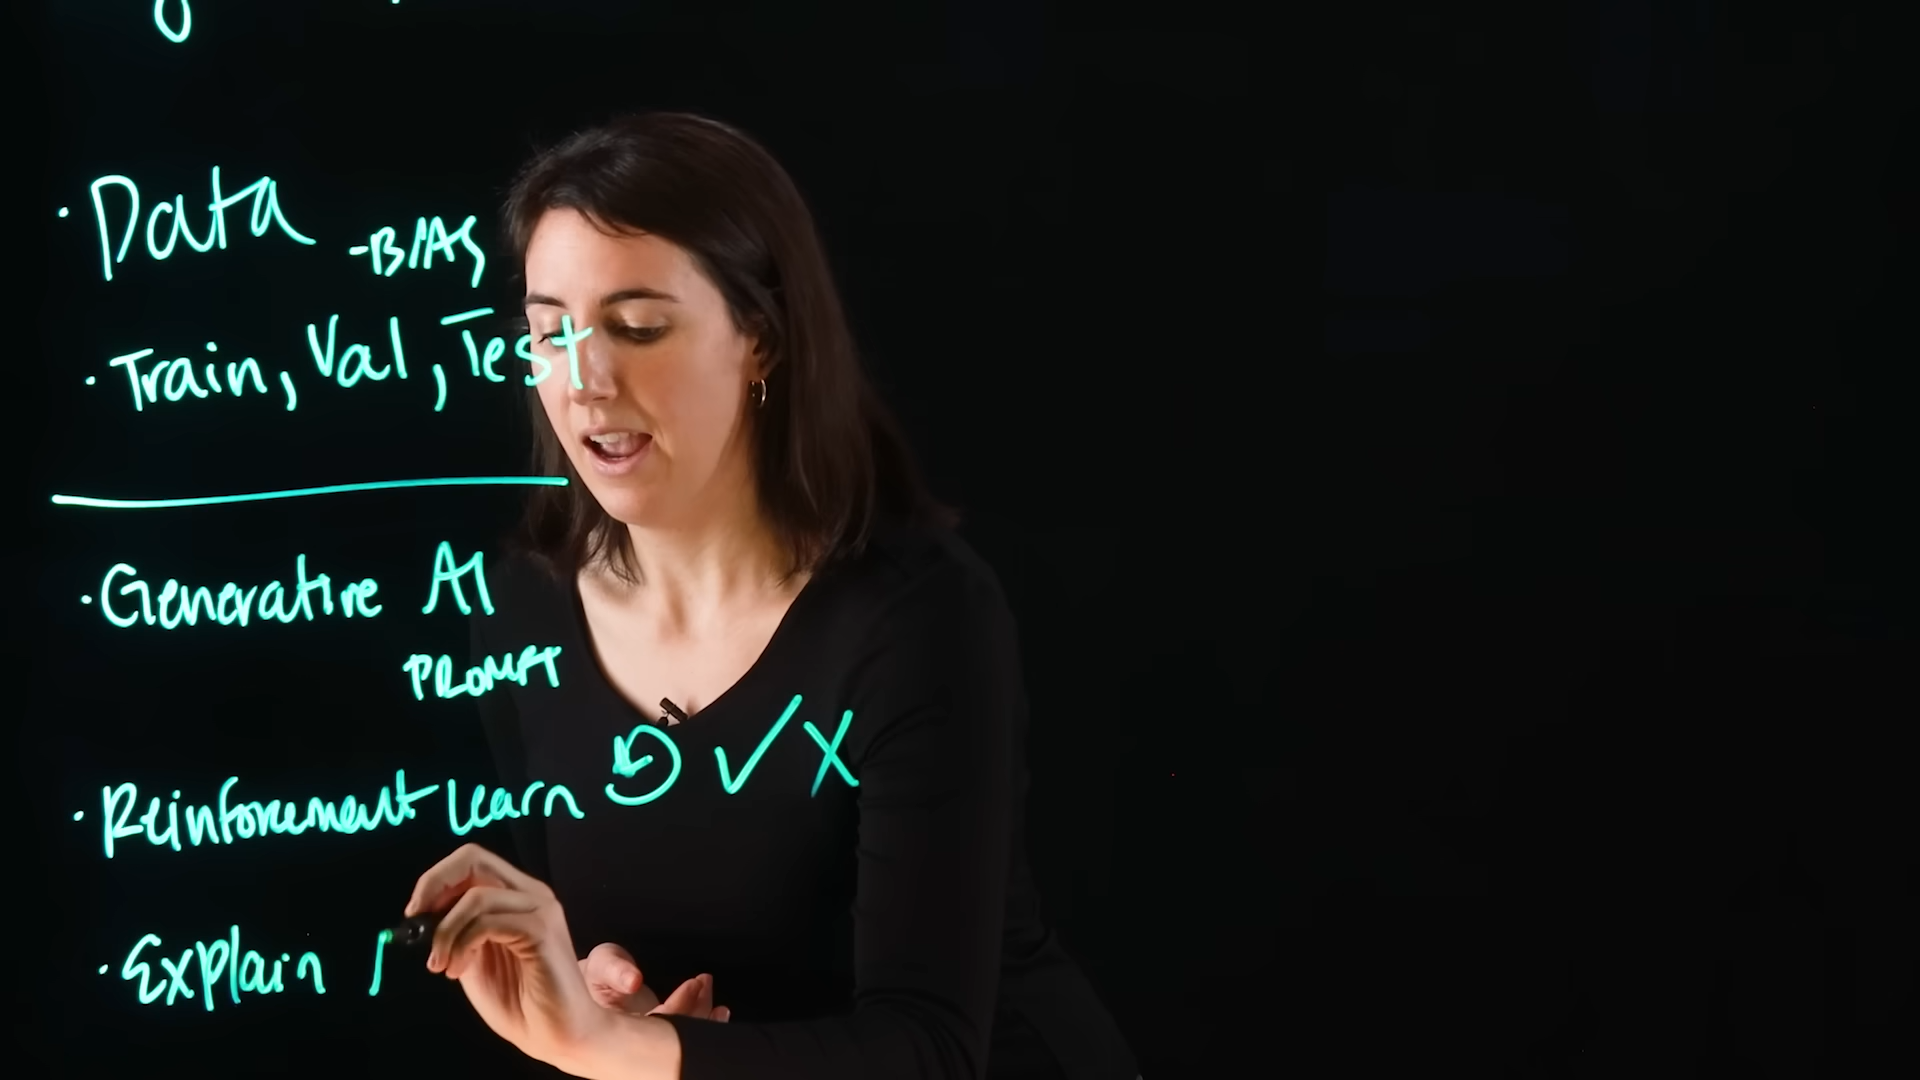 · Data -BIAS
· Train, Val, Test
· Generative AI
PROMPT
· Reinforcement Learn
· Explain